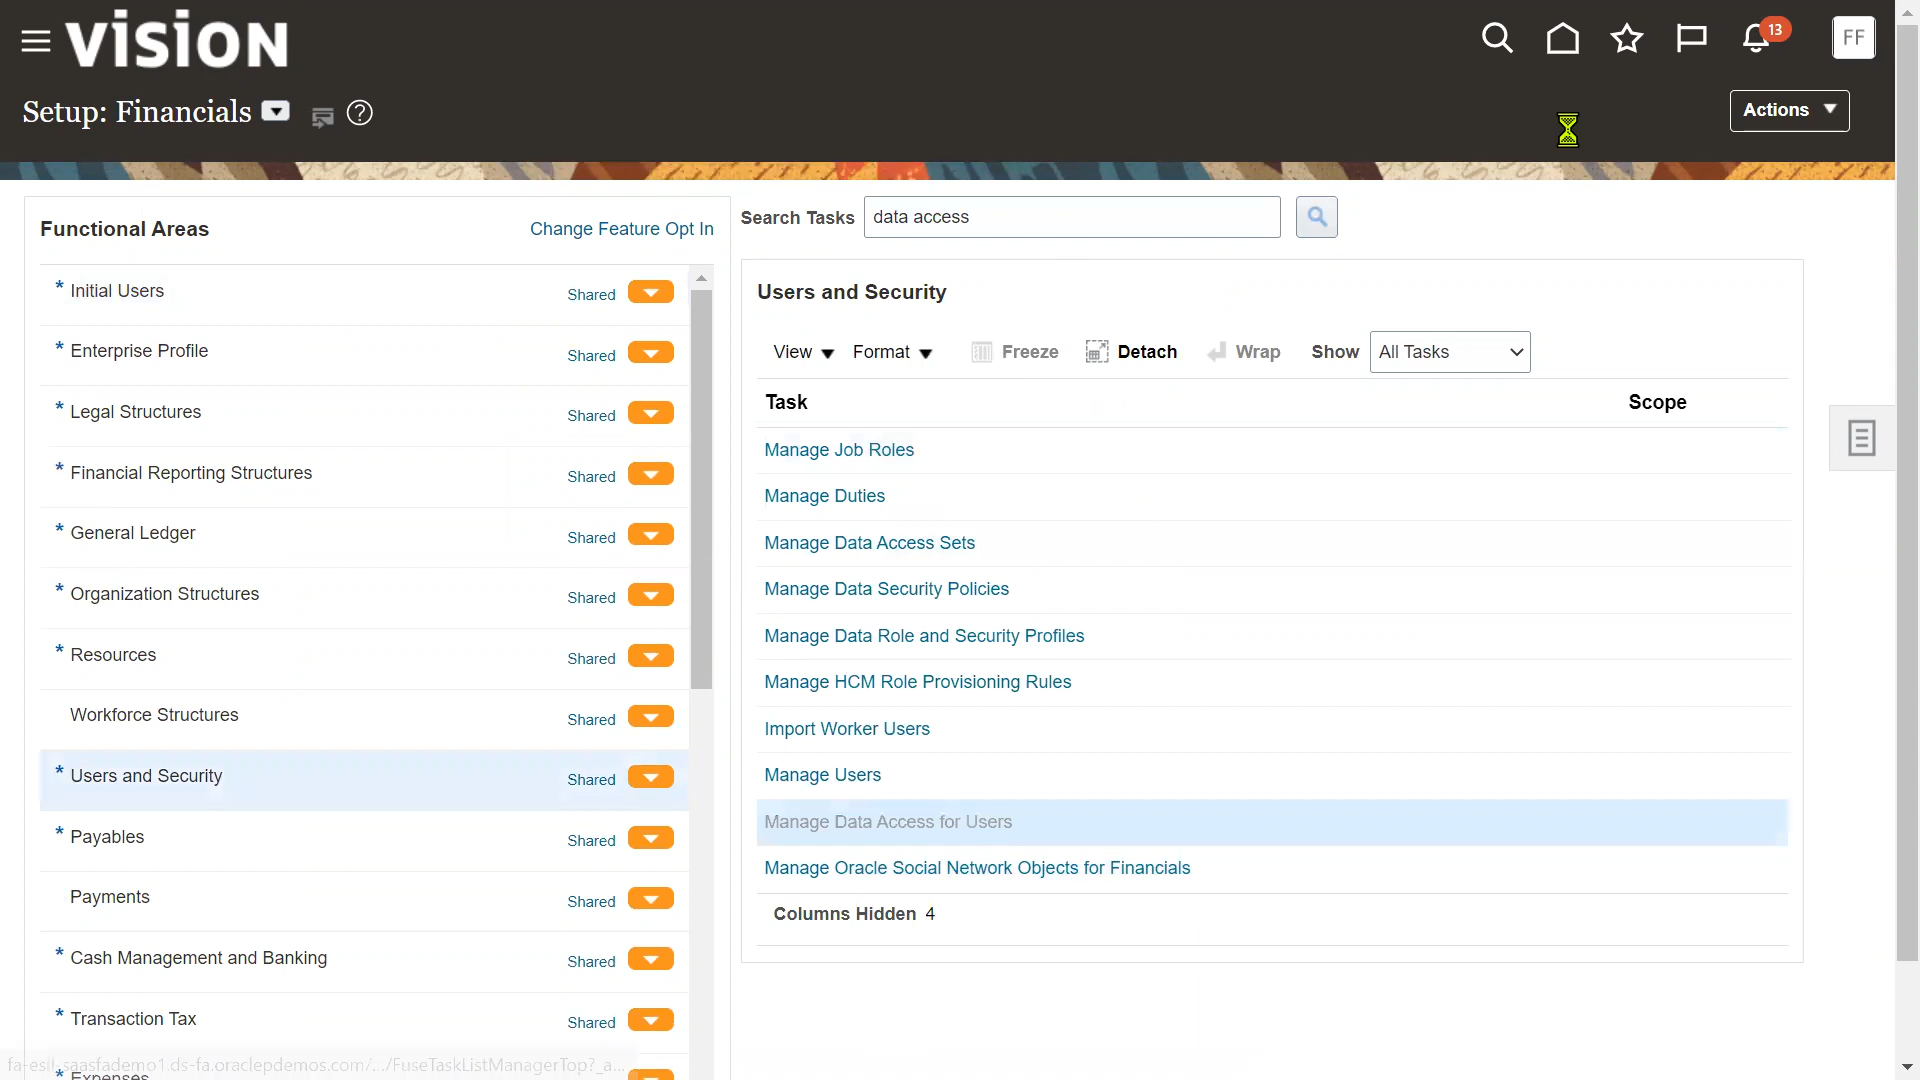 vision
13
FF
Setup: Financials
Actions
Functional Areas
Change Feature Opt In
* Initial Users Shared
* Enterprise Profile Shared
* Legal Structures Shared
* Financial Reporting Structures Shared
* General Ledger Shared
* Organization Structures Shared
* Resources Shared
Workforce Structures Shared
* Users and Security Shared
* Payables Shared
Payments Shared
* Cash Management and Banking Shared
* Transaction Tax Shared
* Expenses
Search Tasks data access
Users and Security
View Format Freeze Detach Wrap Show All Tasks
Task Scope
Manage Job Roles
Manage Duties
Manage Data Access Sets
Manage Data Security Policies
Manage Data Role and Security Profiles
Manage HCM Role Provisioning Rules
Import Worker Users
Manage Users
Manage Data Access for Users
Manage Oracle Social Network Objects for Financials
Columns Hidden 4